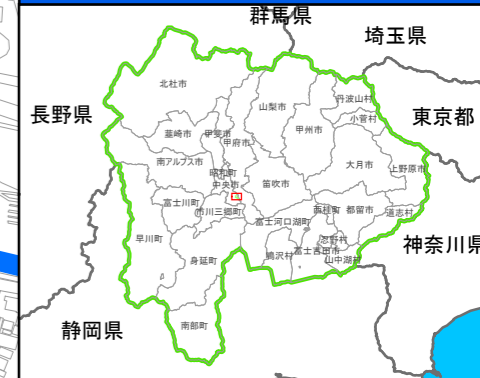 群馬県
埼玉県
北杜市
丹波山村
山梨市
長野県
東京都
小菅村
韮崎市
甲斐市
甲州市
甲府市
南アルプス市
大月市
上野原市
昭和町
中央市
笛吹市
富士川町
西桂町
都留市
道志村
市川三郷町
富士河口湖町
早川町
忍野村
神奈川県
富士吉田市
鳴沢村
山中湖村
身延町
静岡県
南部町